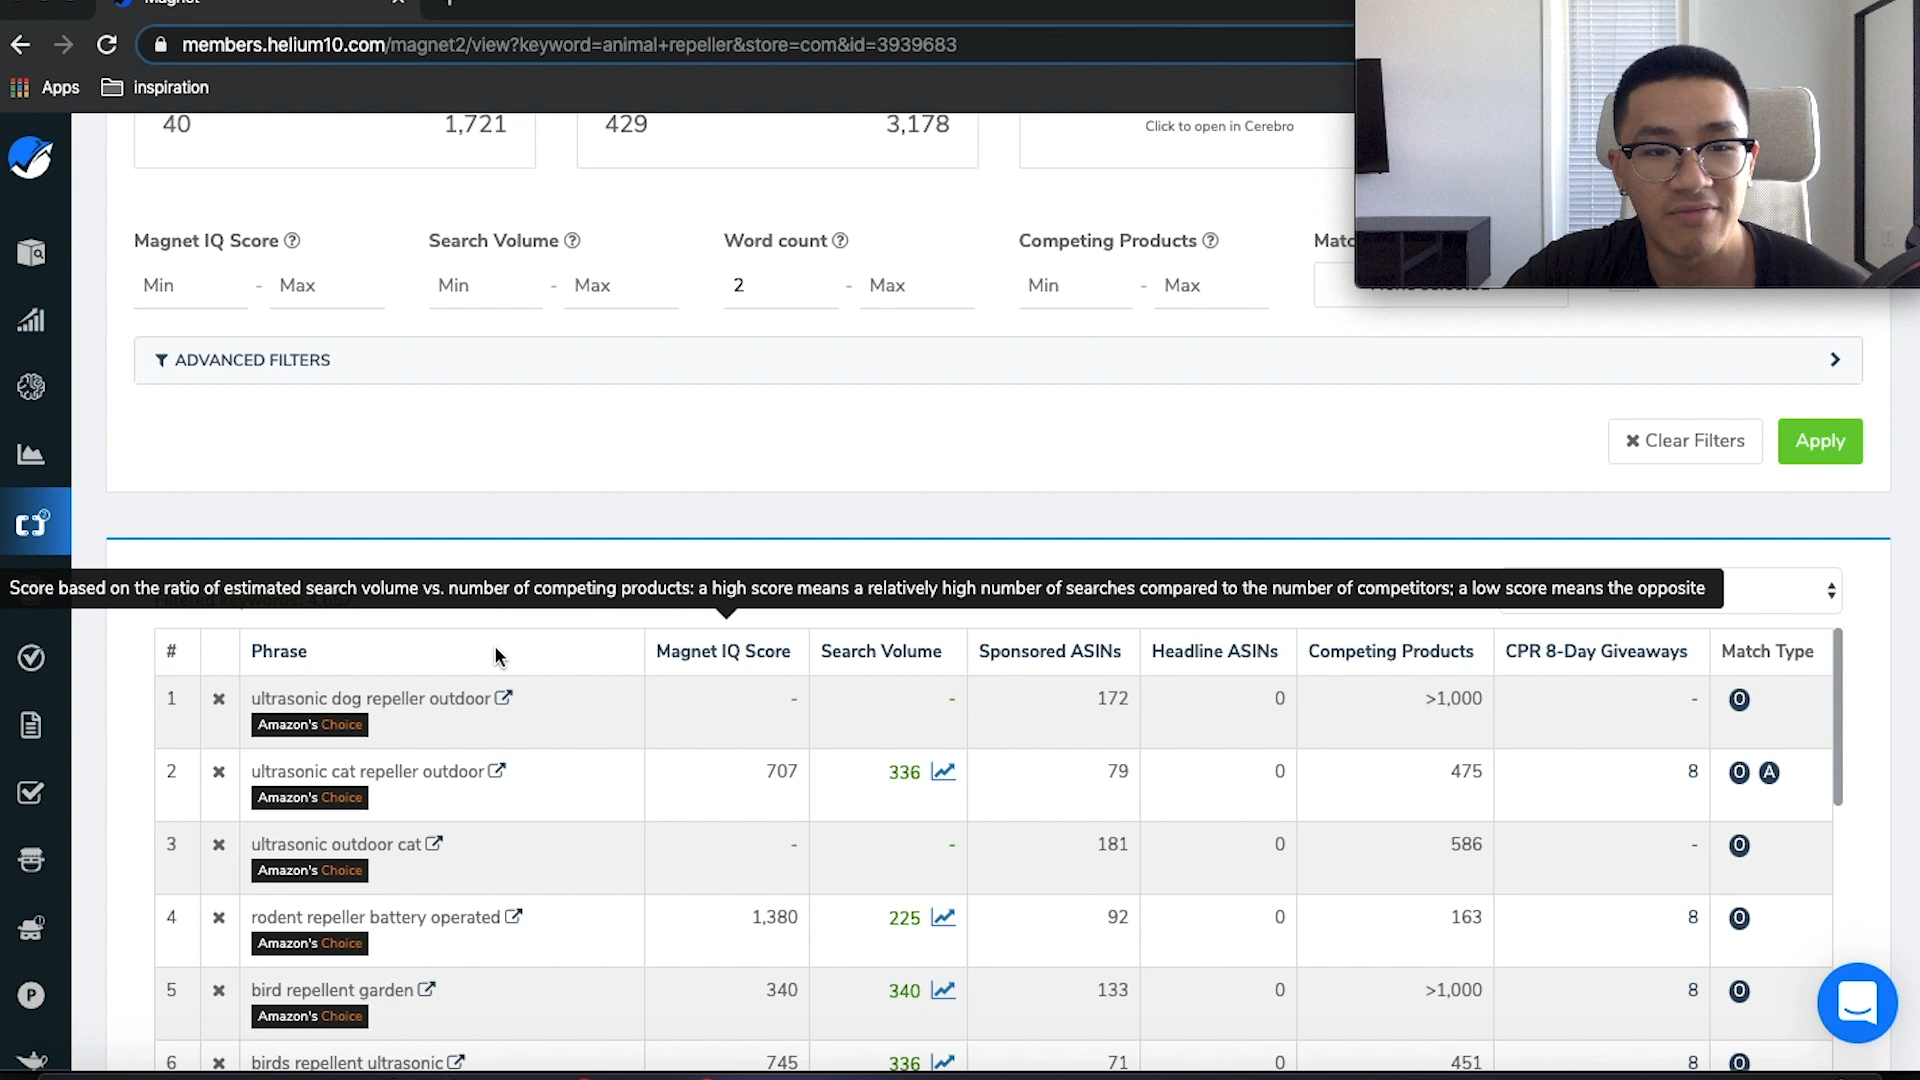 members.helium10.com/magnet2/view?keyword=animal+repeller&store=com&id=3939683
Apps inspiration
40 1,721 429 3,178 Click to open in Cerebro
Magnet IQ Score Search Volume Word count Competing Products
Min - Max Min - Max 2 - Max Min - Max
ADVANCED FILTERS
Clear Filters Apply
Score based on the ratio of estimated search volume vs. number of competing products: a high score means a relatively high number of searches compared to the number of competitors; a low score means the opposite
# Phrase Magnet IQ Score Search Volume Sponsored ASINs Headline ASINs Competing Products CPR 8-Day Giveaways Match Type
1 ultrasonic dog repeller outdoor - - 172 0 >1,000 - O
Amazon's Choice
2 ultrasonic cat repeller outdoor 707 336 79 0 475 8 O A
Amazon's Choice
3 ultrasonic outdoor cat - - 181 0 586 - O
Amazon's Choice
4 rodent repeller battery operated 1,380 225 92 0 163 8 O
Amazon's Choice
5 bird repellent garden 340 340 133 0 >1,000 8 O
Amazon's Choice
6 birds repellent ultrasonic 745 336 71 0 451 8 O
P